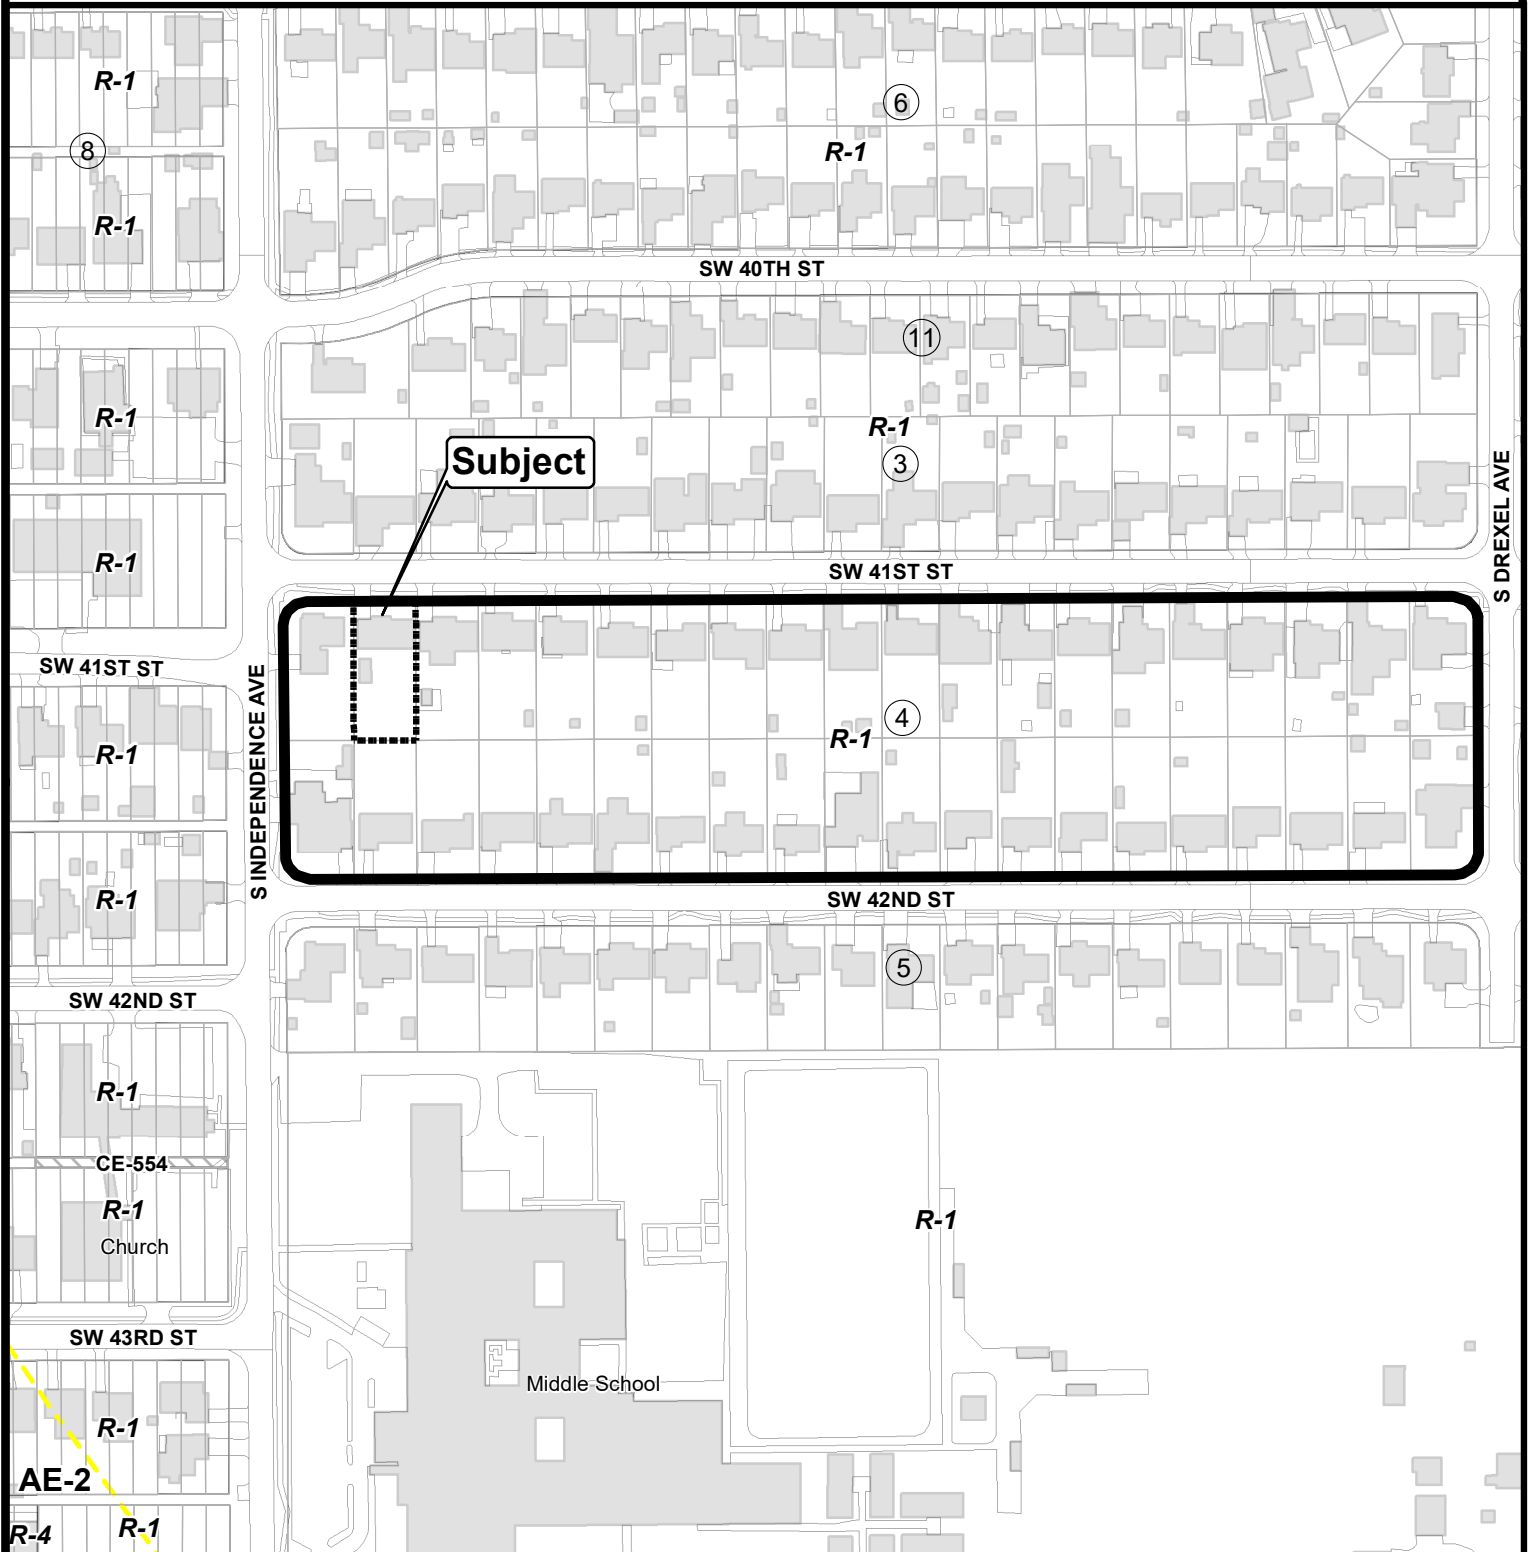 R-1
6
8
R-1
R-1
SW 40TH ST
11
R-1
R-1
Subject
3
S DREXEL AVE
R-1
SW 41ST ST
SW 41ST ST
S INDEPENDENCE AVE
4
R-1
R-1
R-1
SW 42ND ST
5
SW 42ND ST
R-1
CE-554
R-1
R-1
Church
SW 43RD ST
Middle School
R-1
AE-2
R-1
R-4